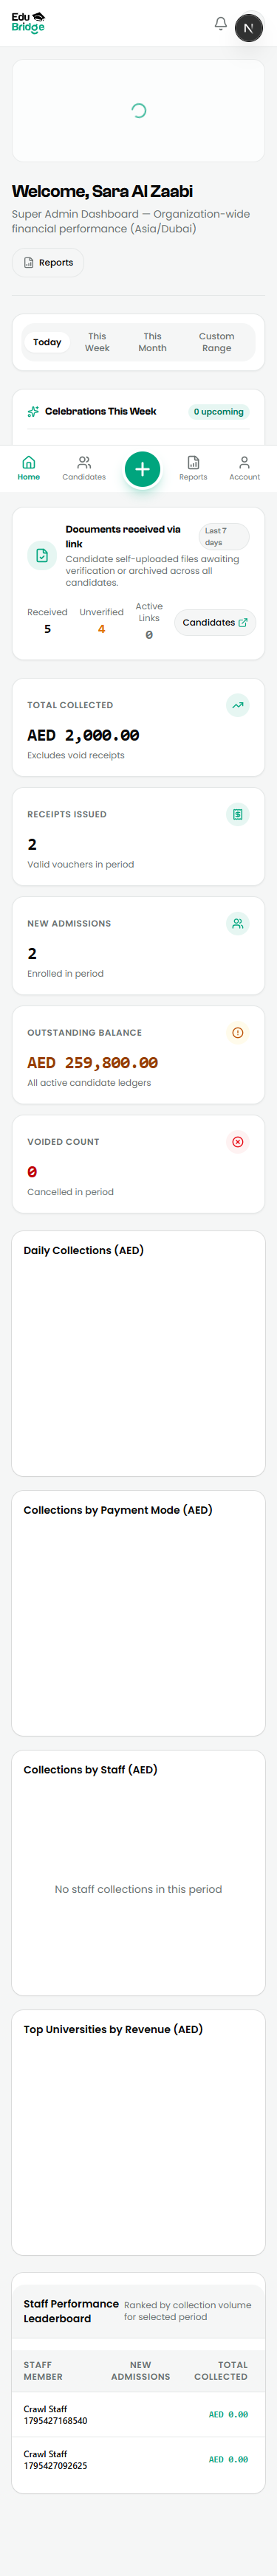 Edu
Bridge
N
Welcome, Sara Al Zaabi
Super Admin Dashboard — Organization-wide
financial performance (Asia/Dubai)
Reports
Today
This
Week
This
Month
Custom
Range
Celebrations This Week
0 upcoming
Home
Candidates
Reports
Account
Documents received via
link
Last 7
days
Candidate self-uploaded files awaiting
verification or archived across all
candidates.
Received
5
Unverified
4
Active
Links
0
Candidates
TOTAL COLLECTED
AED 2,000.00
Excludes void receipts
RECEIPTS ISSUED
2
Valid vouchers in period
NEW ADMISSIONS
2
Enrolled in period
OUTSTANDING BALANCE
AED 259,800.00
All active candidate ledgers
VOIDED COUNT
0
Cancelled in period
Daily Collections (AED)
Collections by Payment Mode (AED)
Collections by Staff (AED)
No staff collections in this period
Top Universities by Revenue (AED)
Staff Performance
Leaderboard
Ranked by collection volume
for selected period
STAFF
MEMBER
NEW
ADMISSIONS
TOTAL
COLLECTED
Crawl Staff
1795427168540
AED 0.00
Crawl Staff
1795427092625
AED 0.00